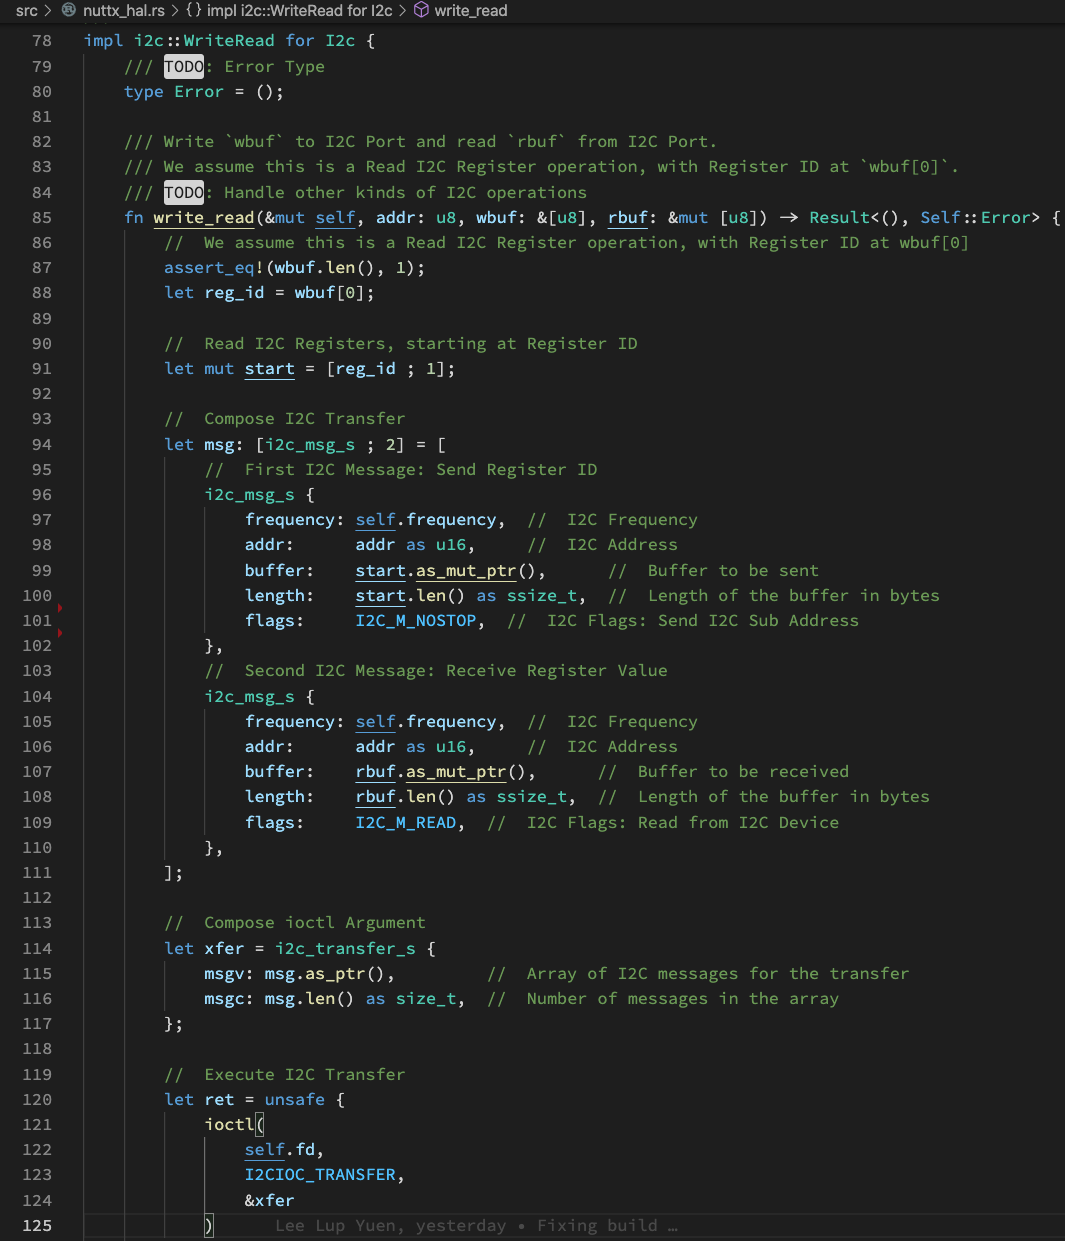 src > nuttx_hal.rs > {} impl i2c::WriteRead for I2c > write_read
78 impl i2c::WriteRead for I2c {
79     /// TODO: Error Type
80     type Error = ();
81
82     /// Write `wbuf` to I2C Port and read `rbuf` from I2C Port.
83     /// We assume this is a Read I2C Register operation, with Register ID at `wbuf[0]`.
84     /// TODO: Handle other kinds of I2C operations
85     fn write_read(&mut self, addr: u8, wbuf: &[u8], rbuf: &mut [u8]) -> Result<(), Self::Error> {
86         //  We assume this is a Read I2C Register operation, with Register ID at wbuf[0]
87         assert_eq!(wbuf.len(), 1);
88         let reg_id = wbuf[0];
89
90         //  Read I2C Registers, starting at Register ID
91         let mut start = [reg_id ; 1];
92
93         //  Compose I2C Transfer
94         let msg: [i2c_msg_s ; 2] = [
95             //  First I2C Message: Send Register ID
96             i2c_msg_s {
97                 frequency: self.frequency,  //  I2C Frequency
98                 addr:      addr as u16,     //  I2C Address
99                 buffer:    start.as_mut_ptr(),      //  Buffer to be sent
100                 length:    start.len() as ssize_t,  //  Length of the buffer in bytes
101                 flags:     I2C_M_NOSTOP,  //  I2C Flags: Send I2C Sub Address
102             },
103             //  Second I2C Message: Receive Register Value
104             i2c_msg_s {
105                 frequency: self.frequency,  //  I2C Frequency
106                 addr:      addr as u16,     //  I2C Address
107                 buffer:    rbuf.as_mut_ptr(),      //  Buffer to be received
108                 length:    rbuf.len() as ssize_t,  //  Length of the buffer in bytes
109                 flags:     I2C_M_READ,  //  I2C Flags: Read from I2C Device
110             },
111         ];
112
113         //  Compose ioctl Argument
114         let xfer = i2c_transfer_s {
115             msgv: msg.as_ptr(),         //  Array of I2C messages for the transfer
116             msgc: msg.len() as size_t,  //  Number of messages in the array
117         };
118
119         //  Execute I2C Transfer
120         let ret = unsafe {
121             ioctl(
122                 self.fd,
123                 I2CIOC_TRANSFER,
124                 &xfer
125             )      Lee Lup Yuen, yesterday • Fixing build …